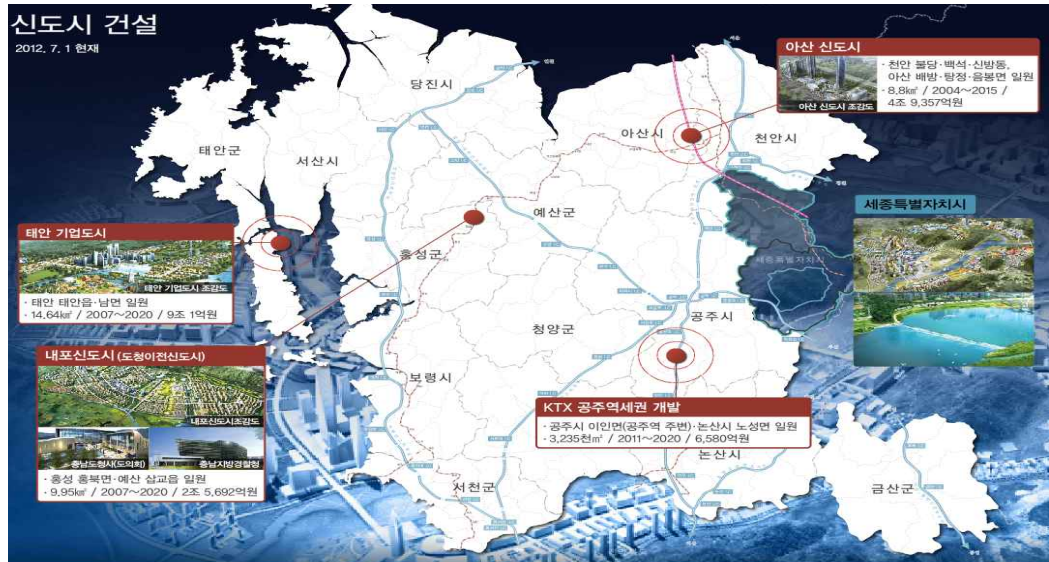 신도시 건설
2012. 7. 1 현재
아산 신도시
아산 신도시 조감도
· 천안 불당·백석·신방동,
아산 배방·탕정·음봉면 일원
· 8.8㎢ / 2004~2015 /
4조 9,357억원
당진시
아산시
천안시
태안군
서산시
예산군
세종특별자치시
세종특별자치시
태안 기업도시
태안 기업도시 조감도
· 태안 태안읍·남면 일원
· 14.64㎢ / 2007~2020 / 9조 1억원
홍성군
청양군
공주시
내포신도시 (도청이전신도시)
내포신도시조감도
충남도청사(도의회)
충남지방경찰청
· 홍성 홍북면·예산 삽교읍 일원
· 9.95㎢ / 2007~2020 / 2조 5,692억원
보령시
KTX 공주역세권 개발
· 공주시 이인면(공주역 주변)·논산시 노성면 일원
· 3,235천㎡ / 2011~2020 / 6,580억원
논산시
서천군
금산군